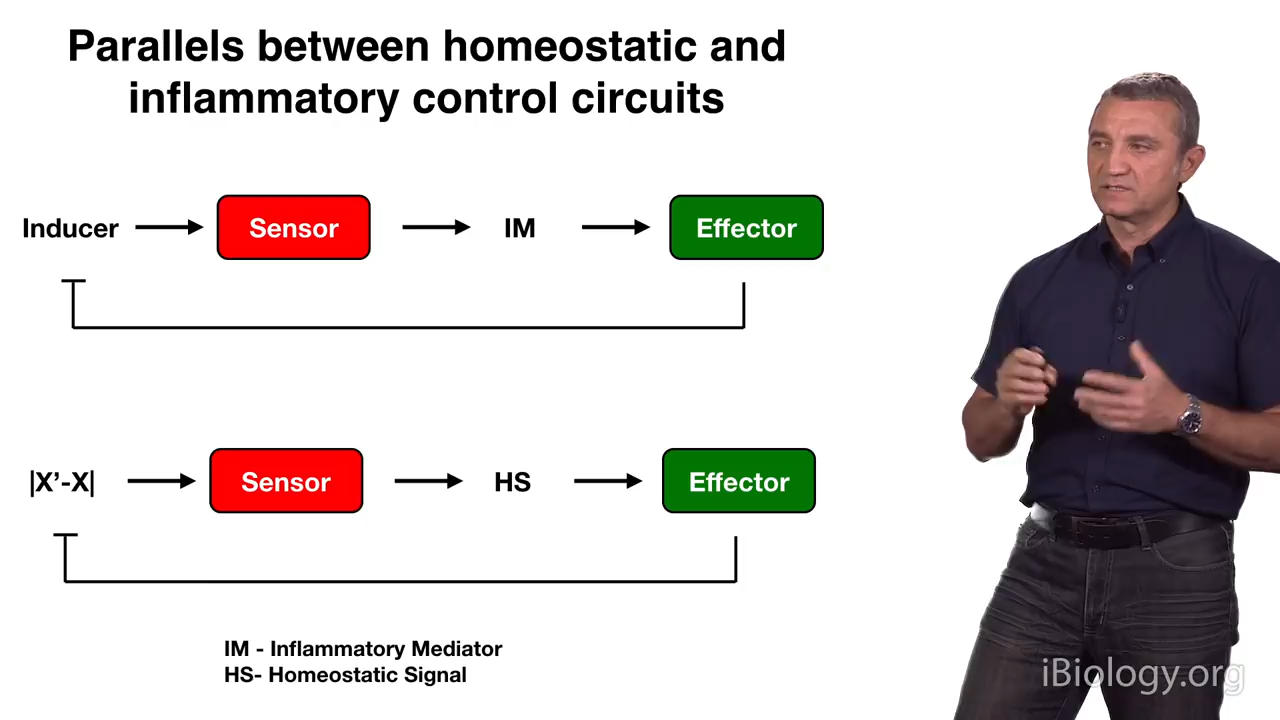 Parallels between homeostatic and
inflammatory control circuits
Inducer Sensor IM Effector
|X’-X| Sensor HS Effector
IM - Inflammatory Mediator
HS- Homeostatic Signal
iBiology.org